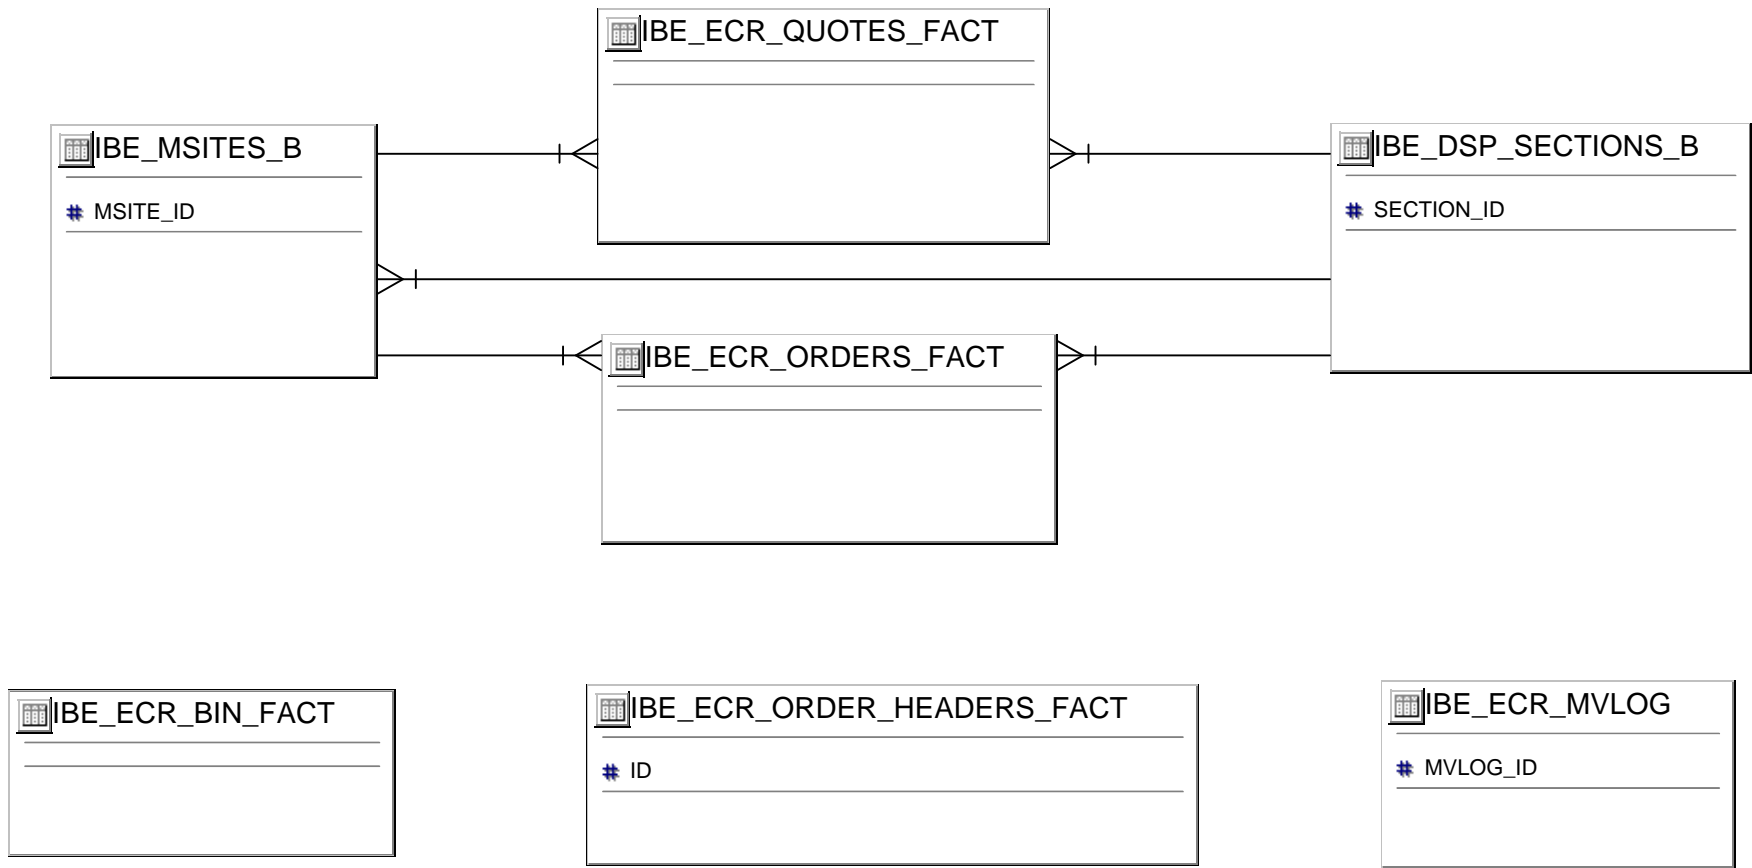 IBE_ECR_QUOTES_FACT
IBE_MSITES_B
# MSITE_ID
IBE_DSP_SECTIONS_B
# SECTION_ID
IBE_ECR_ORDERS_FACT
IBE_ECR_BIN_FACT
IBE_ECR_ORDER_HEADERS_FACT
# ID
IBE_ECR_MVLOG
# MVLOG_ID